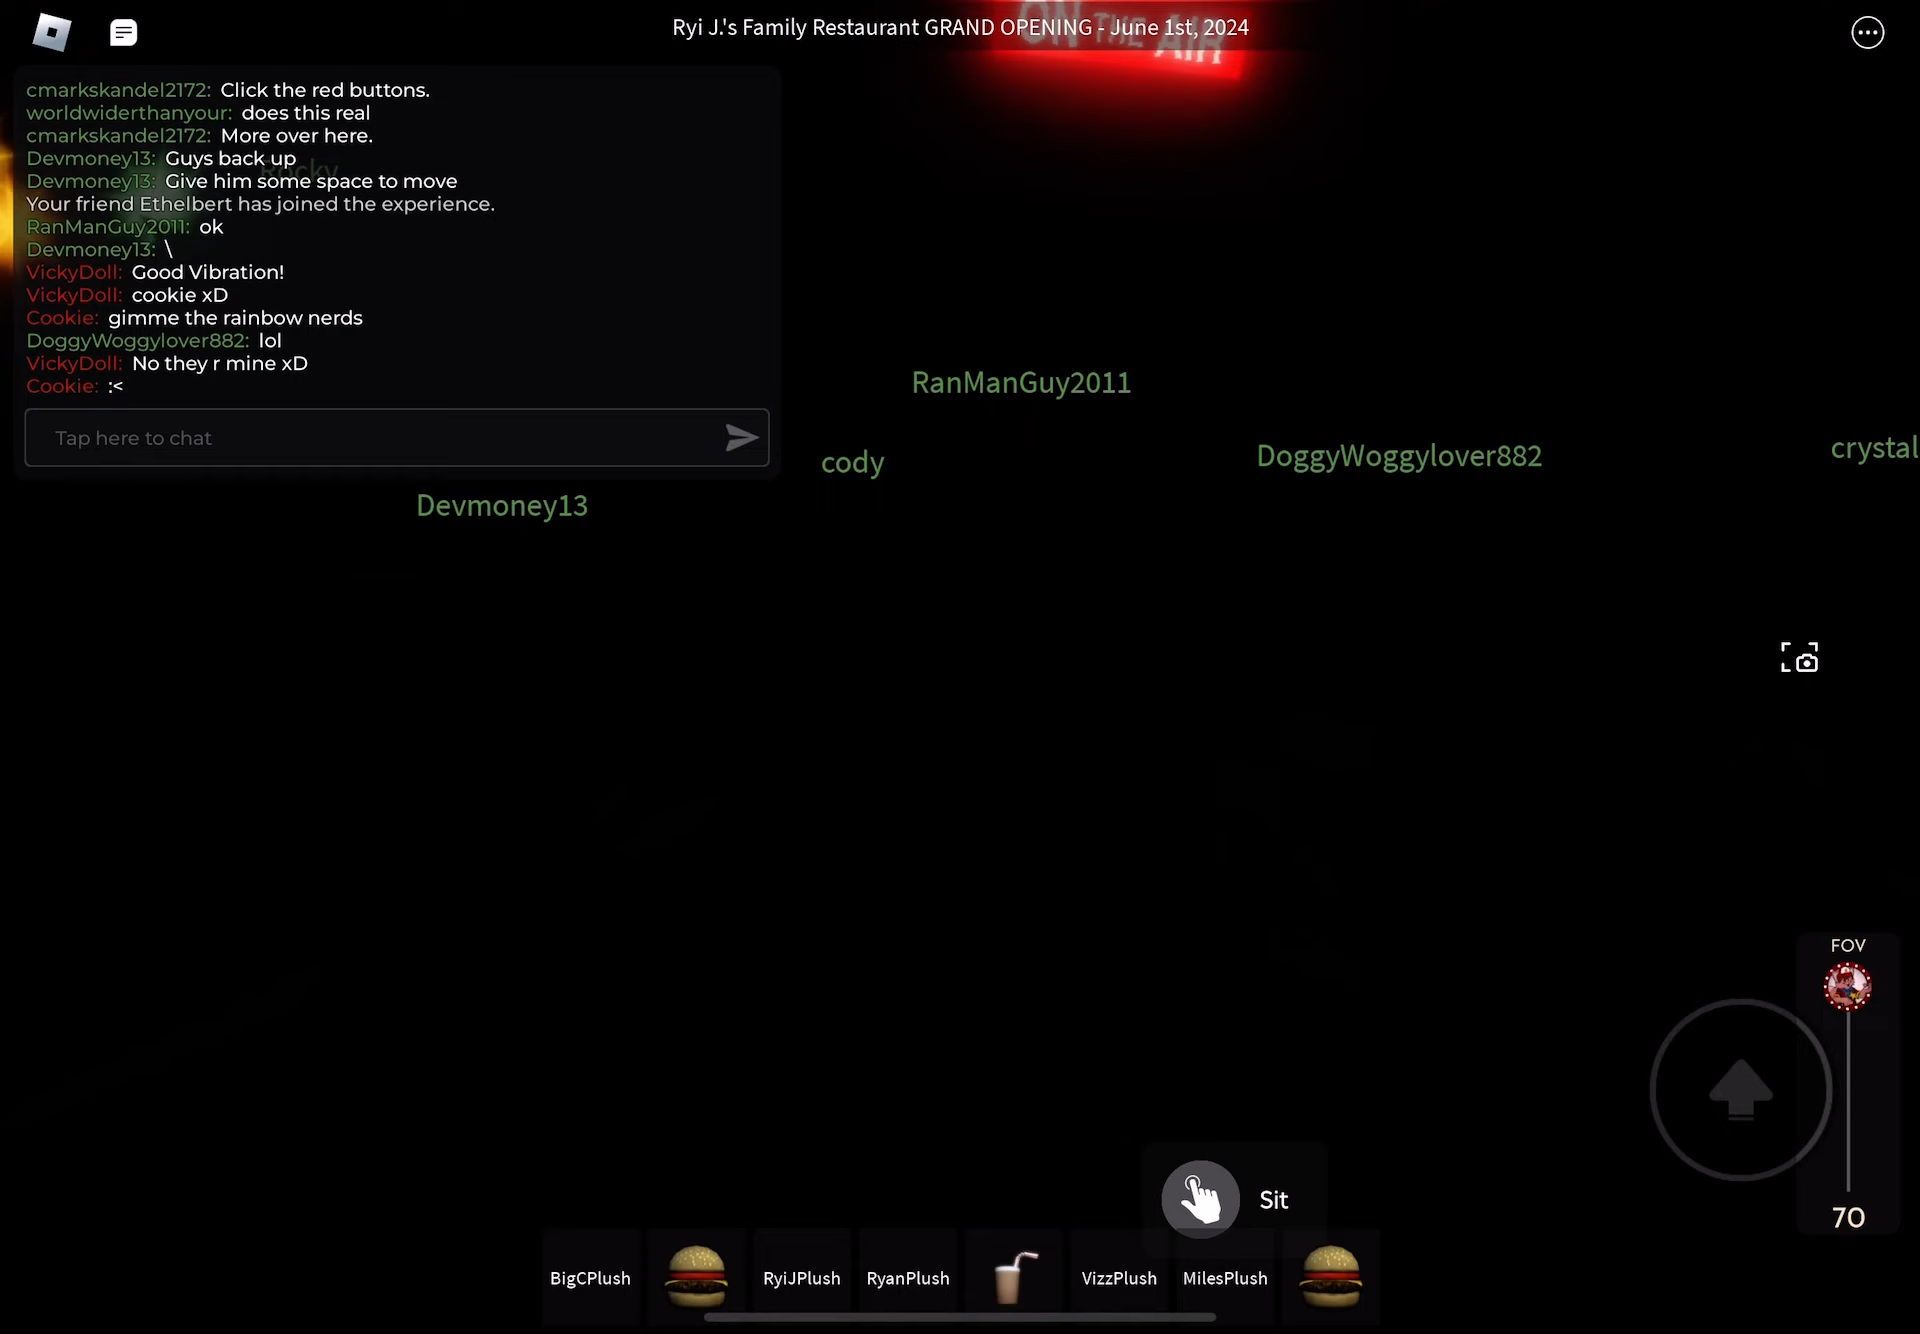 Ryi J.'s Family Restaurant GRAND OPENING - June 1st, 2024
ON THE AIR
cmarkskandel2172: Click the red buttons.
worldwiderthanyour: does this real
cmarkskandel2172: More over here.
Devmoney13: Guys back up
Rocky
Devmoney13: Give him some space to move
Your friend Ethelbert has joined the experience.
RanManGuy2011: ok
Devmoney13: \
VickyDoll: Good Vibration!
VickyDoll: cookie xD
Cookie: gimme the rainbow nerds
DoggyWoggylover882: lol
VickyDoll: No they r mine xD
Cookie: :<
Tap here to chat
RanManGuy2011
cody
DoggyWoggylover882
crystal
Devmoney13
FOV
70
Sit
BigCPlush
RyiJPlush
RyanPlush
VizzPlush
MilesPlush